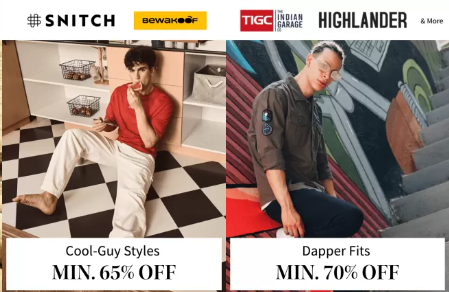 SNITCH
BEWAKOOF
TIGC THE INDIAN GARAGE CO
HIGHLANDER
& More
Cool-Guy Styles
MIN. 65% OFF
Dapper Fits
MIN. 70% OFF